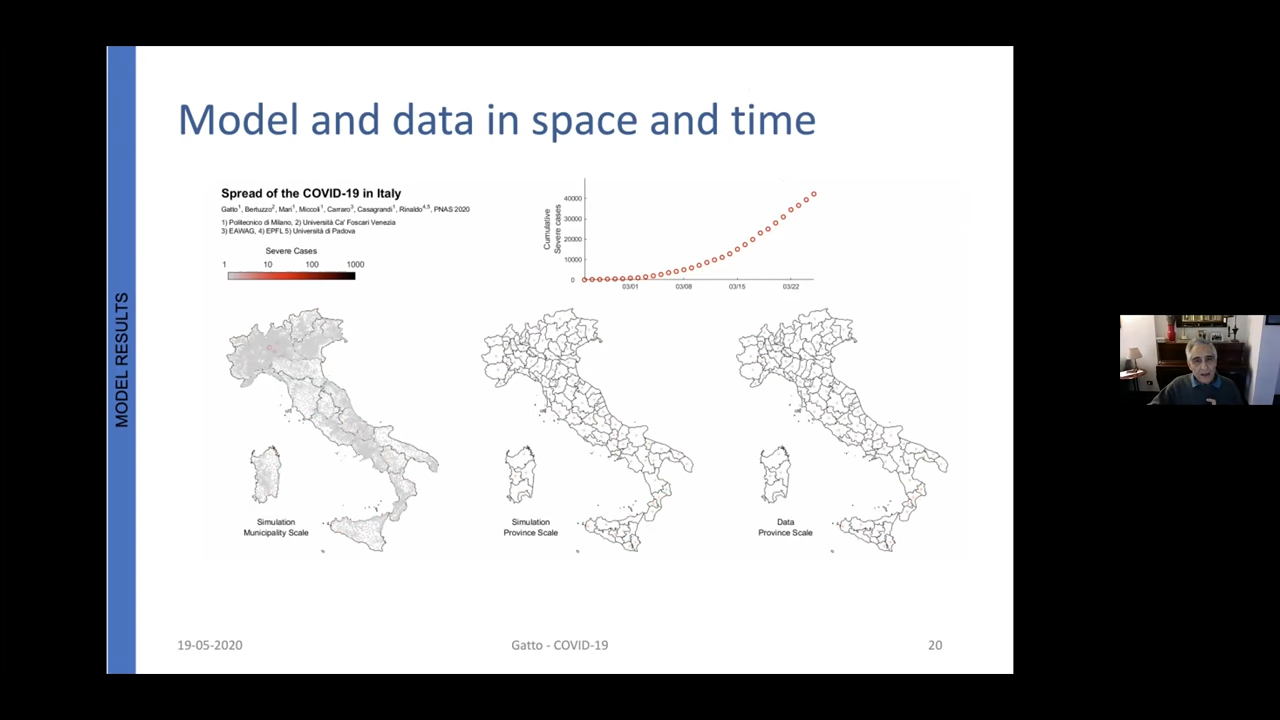 Model and data in space and time
Spread of the COVID-19 in Italy
Gatto1, Bertuzzo2, Mari1, Miccoli1, Carraro3, Casagrandi1, Rinaldo4,5, PNAS 2020
1) Politecnico di Milano, 2) Università Ca' Foscari Venezia
3) EAWAG, 4) EPFL 5) Università di Padova
Severe Cases
1 10 100 1000
Cumulative
Severe cases
40000
30000
20000
10000
0
03/01 03/08 03/15 03/22
MODEL RESULTS
Simulation
Municipality Scale
Simulation
Province Scale
Data
Province Scale
19-05-2020
Gatto - COVID-19
20